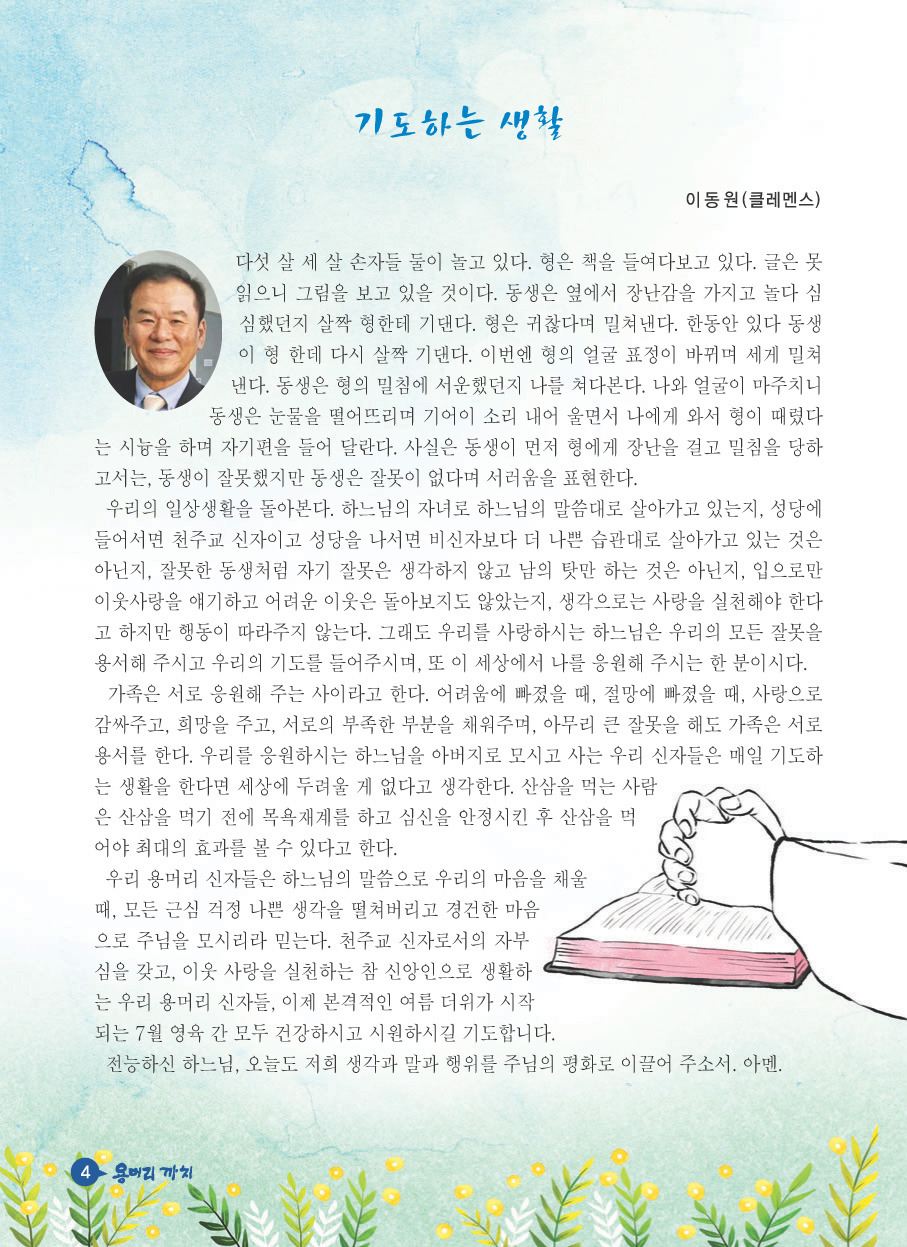 기도하는 생활
이동원(클레멘스)
다섯 살 세 살 손자들 둘이 놀고 있다. 형은 책을 들여다보고 있다. 글은 못
읽으니 그림을 보고 있을 것이다. 동생은 옆에서 장난감을 가지고 놀다 심
심했던지 살짝 형한테 기댄다. 형은 귀찮다며 밀쳐낸다. 한동안 있다 동생
이 형 한테 다시 살짝 기댄다. 이번엔 형의 얼굴 표정이 바뀌며 세게 밀쳐
낸다. 동생은 형의 밀침에 서운했던지 나를 쳐다본다. 나와 얼굴이 마주치니
동생은 눈물을 떨어뜨리며 기어이 소리 내어 울면서 나에게 와서 형이 때렸다
는 시늉을 하며 자기편을 들어 달란다. 사실은 동생이 먼저 형에게 장난을 걸고 밀침을 당하
고서는, 동생이 잘못했지만 동생은 잘못이 없다며 서러움을 표현한다.
우리의 일상생활을 돌아본다. 하느님의 자녀로 하느님의 말씀대로 살아가고 있는지, 성당에
들어서면 천주교 신자이고 성당을 나서면 비신자보다 더 나쁜 습관대로 살아가고 있는 것은
아닌지, 잘못한 동생처럼 자기 잘못은 생각하지 않고 남의 탓만 하는 것은 아닌지, 입으로만
이웃사랑을 얘기하고 어려운 이웃은 돌아보지도 않았는지, 생각으로는 사랑을 실천해야 한다
고 하지만 행동이 따라주지 않는다. 그래도 우리를 사랑하시는 하느님은 우리의 모든 잘못을
용서해 주시고 우리의 기도를 들어주시며, 또 이 세상에서 나를 응원해 주시는 한 분이시다.
가족은 서로 응원해 주는 사이라고 한다. 어려움에 빠졌을 때, 절망에 빠졌을 때, 사랑으로
감싸주고, 희망을 주고, 서로의 부족한 부분을 채워주며, 아무리 큰 잘못을 해도 가족은 서로
용서를 한다. 우리를 응원하시는 하느님을 아버지로 모시고 사는 우리 신자들은 매일 기도하
는 생활을 한다면 세상에 두려울 게 없다고 생각한다. 산삼을 먹는 사람
은 산삼을 먹기 전에 목욕재계를 하고 심신을 안정시킨 후 산삼을 먹
어야 최대의 효과를 볼 수 있다고 한다.
우리 용머리 신자들은 하느님의 말씀으로 우리의 마음을 채울
때, 모든 근심 걱정 나쁜 생각을 떨쳐버리고 경건한 마음
으로 주님을 모시리라 믿는다. 천주교 신자로서의 자부
심을 갖고, 이웃 사랑을 실천하는 참 신앙인으로 생활하
는 우리 용머리 신자들, 이제 본격적인 여름 더위가 시작
되는 7월 영육 간 모두 건강하시고 시원하시길 기도합니다.
전능하신 하느님, 오늘도 저희 생각과 말과 행위를 주님의 평화로 이끌어 주소서. 아멘.
4 용머리 까치